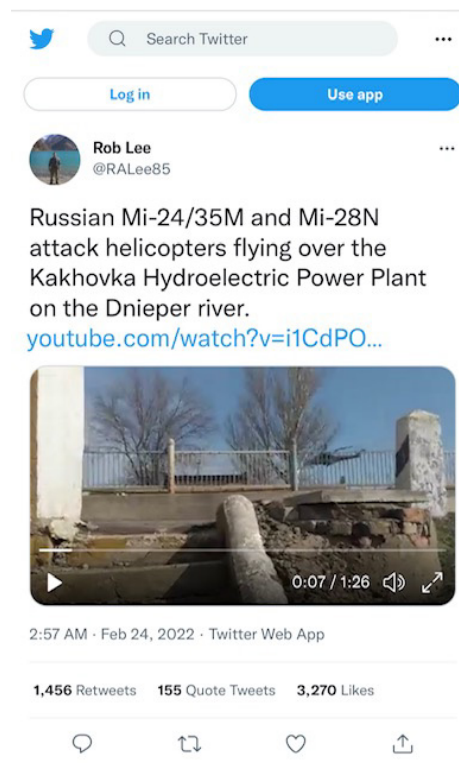 Search Twitter
Log in
Use app
Rob Lee
@RALee85
Russian Mi-24/35M and Mi-28N
attack helicopters flying over the
Kakhovka Hydroelectric Power Plant
on the Dnieper river.
youtube.com/watch?v=i1CdPO...
0:07 / 1:26
2:57 AM · Feb 24, 2022 · Twitter Web App
1,456 Retweets 155 Quote Tweets 3,270 Likes